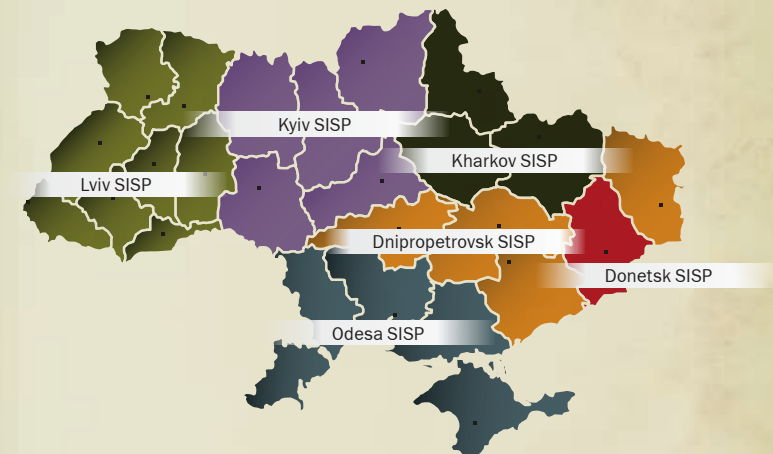 Kyiv SISP
Kharkov SISP
Lviv SISP
Dnipropetrovsk SISP
Donetsk SISP
Odesa SISP